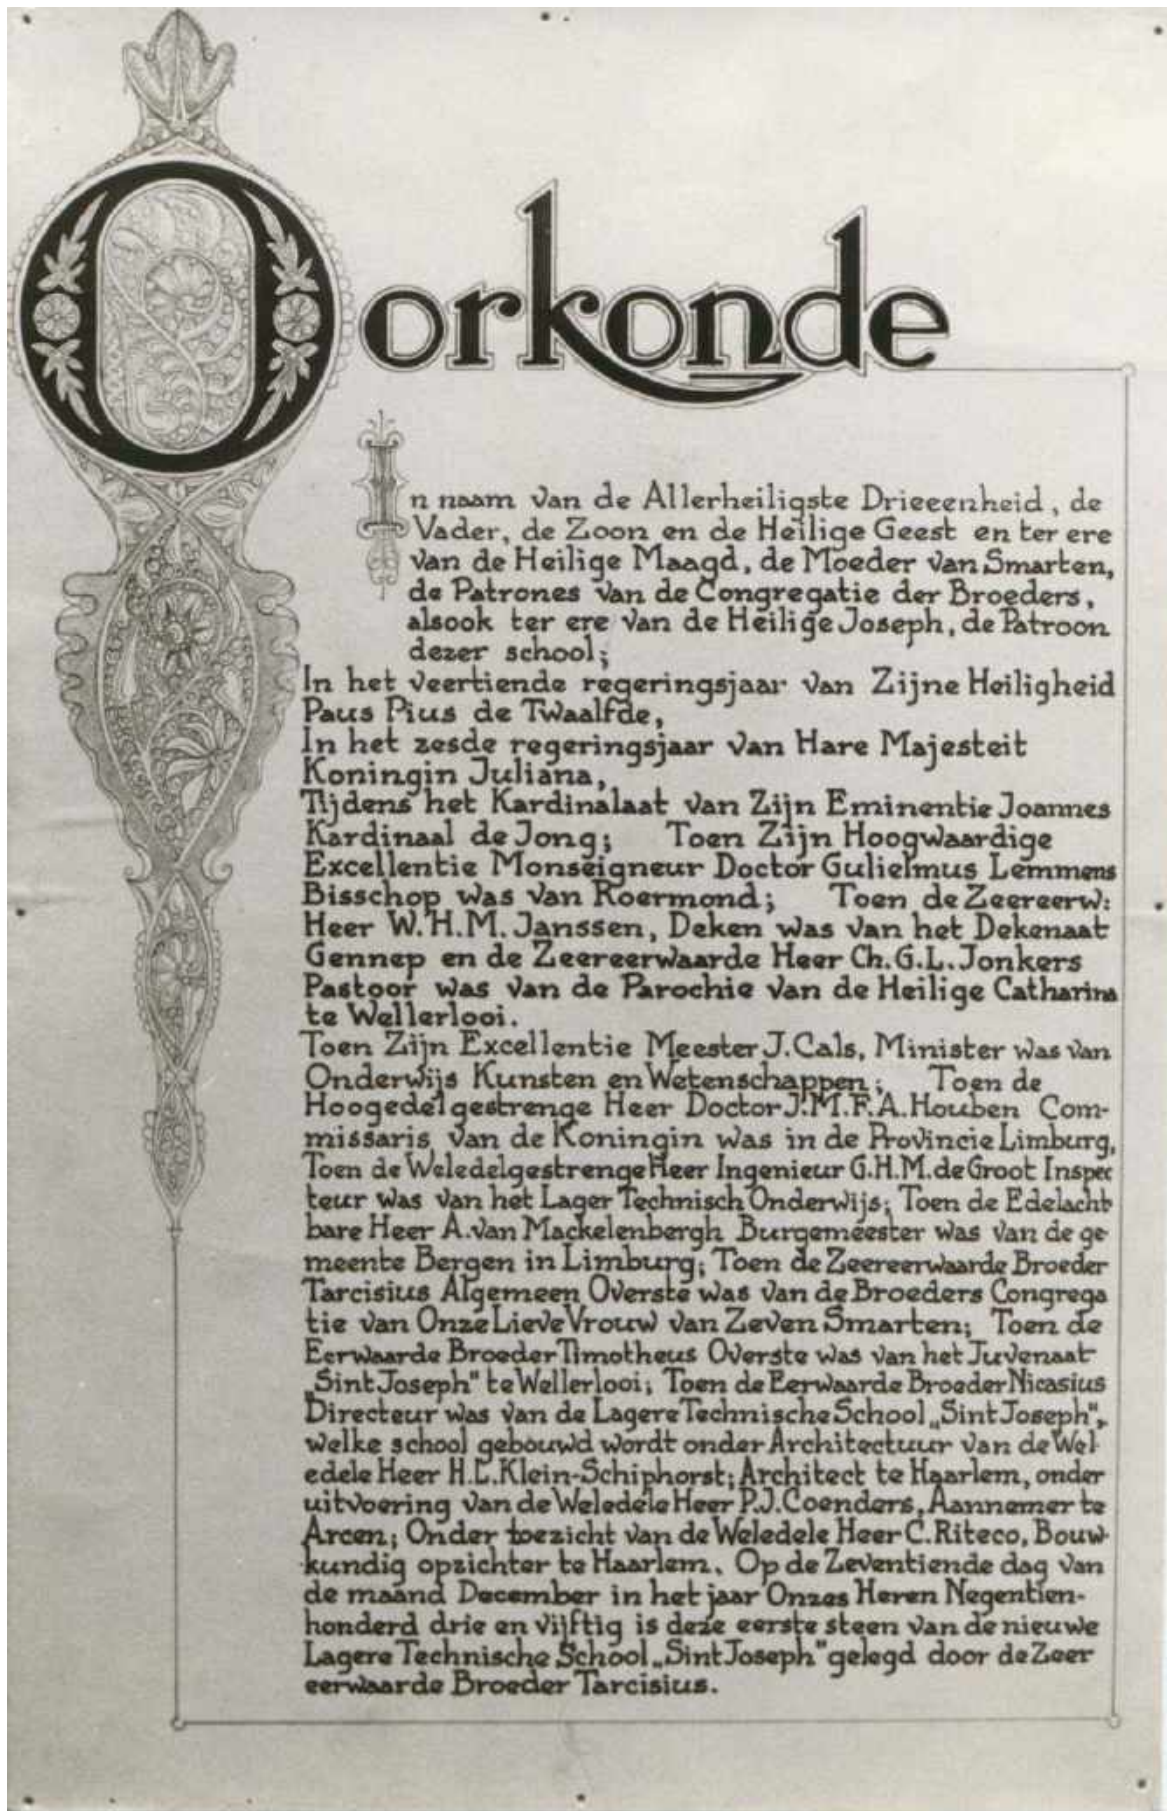 Oorkonde
In naam van de Allerheiligste Drieeenheid, de
Vader, de Zoon en de Heilige Geest en ter ere
van de Heilige Maagd, de Moeder van Smarten,
de Patrones van de Congregatie der Broeders,
alsook ter ere van de Heilige Joseph, de Patroon
dezer school;
In het veertiende regeringsjaar van Zijne Heiligheid
Paus Pius de Twaalfde,
In het zesde regeringsjaar van Hare Majesteit
Koningin Juliana,
Tijdens het Kardinalaat van Zijn Eminentie Joannes
Kardinaal de Jong; Toen Zijn Hoogwaardige
Excellentie Monseigneur Doctor Gulielmus Lemmens
Bisschop was van Roermond; Toen de Zeereerw:
Heer W.H.M. Janssen, Deken was van het Dekenaat
Gennep en de Zeereerwaarde Heer Ch.G.L. Jonkers
Pastoor was van de Parochie van de Heilige Catharina
te Wellerlooi.
Toen Zijn Excellentie Meester J.Cals, Minister was van
Onderwijs Kunsten en Wetenschappen; Toen de
Hoogedelgestrenge Heer Doctor J.M.F.A. Houben Com-
missaris van de Koningin was in de Provincie Limburg,
Toen de Weledelgestrenge Heer Ingenieur G.H.M. de Groot Inspec
teur was van het Lager Technisch Onderwijs; Toen de Edelacht
bare Heer A.van Mackelenbergh Burgemeester was van de ge
meente Bergen in Limburg; Toen de Zeereerwaarde Broeder
Tarcisius Algemeen Overste was van de Broeders Congrega
tie van Onze Lieve Vrouw van Zeven Smarten; Toen de
Eerwaarde Broeder Timotheus Overste was van het Juvenaat
„Sint Joseph" te Wellerlooi; Toen de Eerwaarde Broeder Nicasius
Directeur was van de Lagere Technische School „Sint Joseph",
welke school gebouwd wordt onder Architectuur van de Wel
edele Heer H.C. Klein-Schiphorst; Architect te Haarlem, onder
uitvoering van de Weledele Heer P.J. Coenders, Aannemer te
Arcen; Onder toezicht van de Weledele Heer C.Riteco, Bouw-
kundig opzichter te Haarlem. Op de Zeventiende dag van
de maand December in het jaar Onzes Heren Negentien-
honderd drie en vijftig is deze eerste steen van de nieuwe
Lagere Technische School „Sint Joseph" gelegd door de Zeer
eerwaarde Broeder Tarcisius.